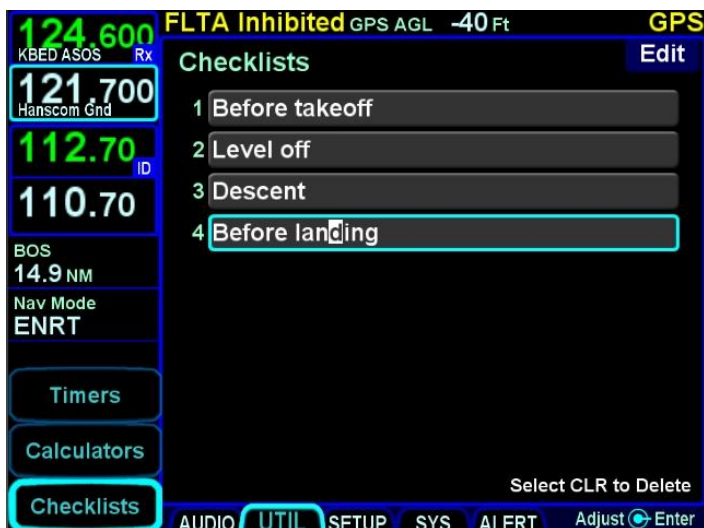 124.600
KBED ASOS Rx
121.700
Hanscom Gnd
112.70
ID
110.70
BOS
14.9 NM
Nav Mode
ENRT
Timers
Calculators
Checklists
FLTA Inhibited GPS AGL -40 Ft GPS
Checklists Edit
1 Before takeoff
2 Level off
3 Descent
4 Before landing
Select CLR to Delete
AUDIO UTIL SETUP SYS ALERT Adjust Enter